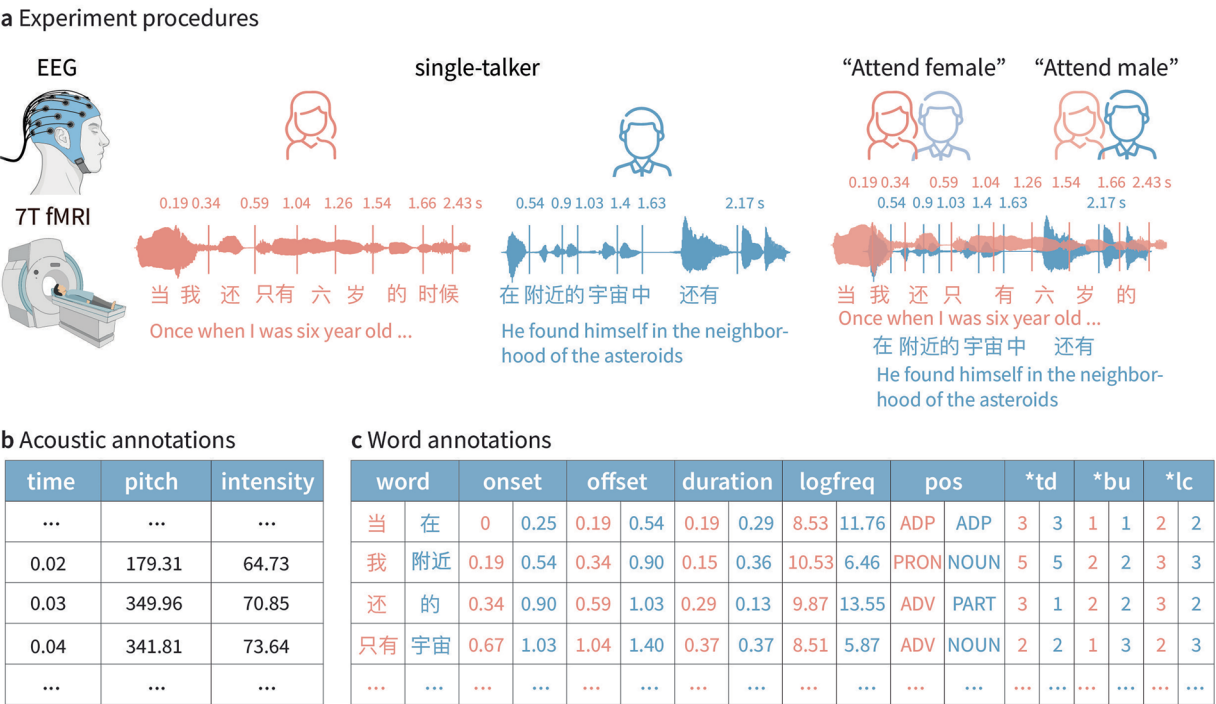 a Experiment procedures
EEG
single-talker
“Attend female”
“Attend male”
7T fMRI
0.19 0.34 0.59 1.04 1.26 1.54 1.66 2.43 s
当 我 还 只有 六 岁 的 时候
Once when I was six year old ...
0.54 0.9 1.03 1.4 1.63 2.17 s
在 附近的 宇宙中 还有
He found himself in the neighbor-
hood of the asteroids
0.19 0.34 0.59 1.04 1.26 1.54 1.66 2.43 s
0.54 0.9 1.03 1.4 1.63 2.17 s
当 我 还 只 有 六 岁 的
Once when I was six year old ...
在 附近的 宇宙 中 还有
He found himself in the neighbor-
hood of the asteroids
b Acoustic annotations
time pitch intensity
... ... ...
0.02 179.31 64.73
0.03 349.96 70.85
0.04 341.81 73.64
... ... ...
c Word annotations
word onset offset duration logfreq pos *td *bu *lc
当 在 0 0.25 0.19 0.54 0.19 0.29 8.53 11.76 ADP ADP 3 3 1 1 2 2
我 附近 0.19 0.54 0.34 0.90 0.15 0.36 10.53 6.46 PRON NOUN 5 5 2 2 3 3
还 的 0.34 0.90 0.59 1.03 0.29 0.13 9.87 13.55 ADV PART 3 1 2 2 3 2
只有 宇宙 0.67 1.03 1.04 1.40 0.37 0.37 8.51 5.87 ADV NOUN 2 2 1 3 2 3
... ... ... ... ... ... ... ... ... ... ... ... ... ... ... ... ... ...